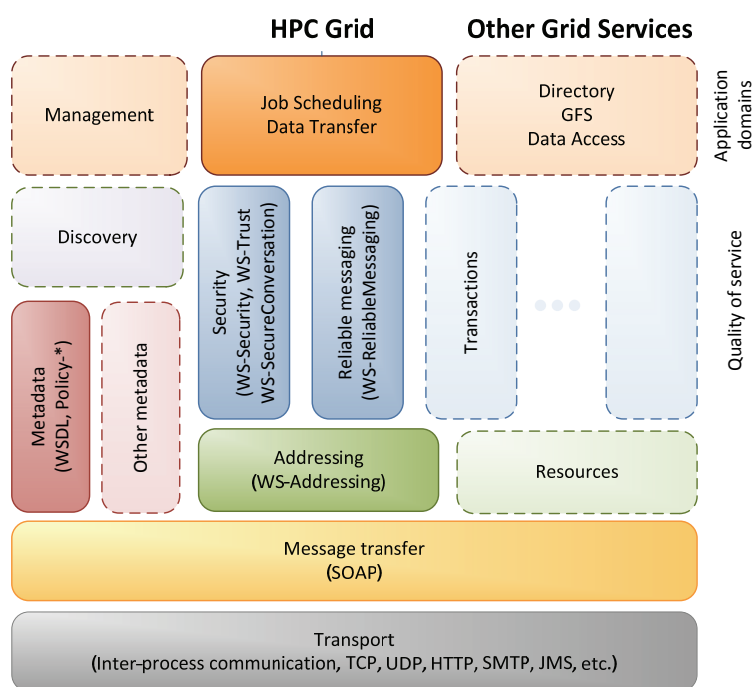 HPC Grid
Other Grid Services
Management
Job Scheduling
Data Transfer
Directory
GFS
Data Access
Application
domains
Discovery
Security
(WS-Security, WS-Trust
WS-SecureConversation)
Reliable messaging
(WS-ReliableMessaging)
Transactions
Quality of service
Metadata
(WSDL, Policy-*)
Other metadata
Addressing
(WS-Addressing)
Resources
Message transfer
(SOAP)
Transport
(Inter-process communication, TCP, UDP, HTTP, SMTP, JMS, etc.)